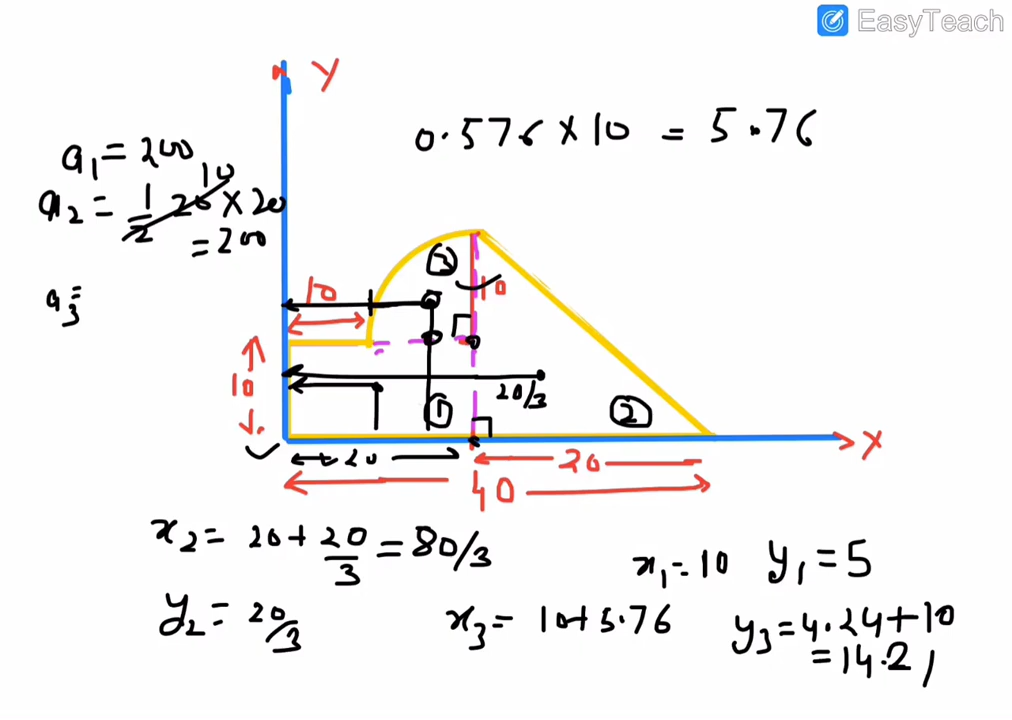 EasyTeach
Y
0.576 × 10 = 5.76
a1 = 200
10
a2 = 1/2 20 × 20
= 200
a3 =
3
10
10
10
20/3
1
2
20
20
X
40
x2 = 20 + 20/3 = 80/3
x1 = 10 y1 = 5
y2 = 20/3
x3 = 10 + 5.76
y3 = 4.24 + 10
= 14.2